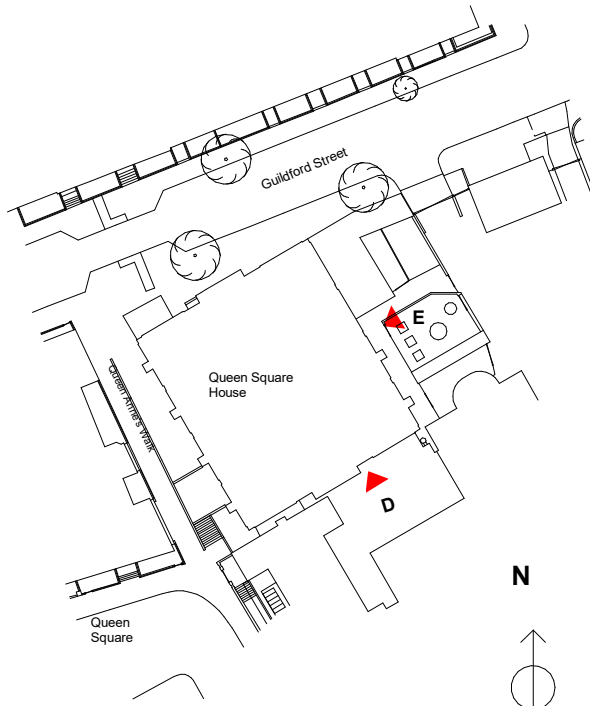 Guildford Street
E
Queen Square
House
Queen Anne's Walk
D
N
Queen
Square